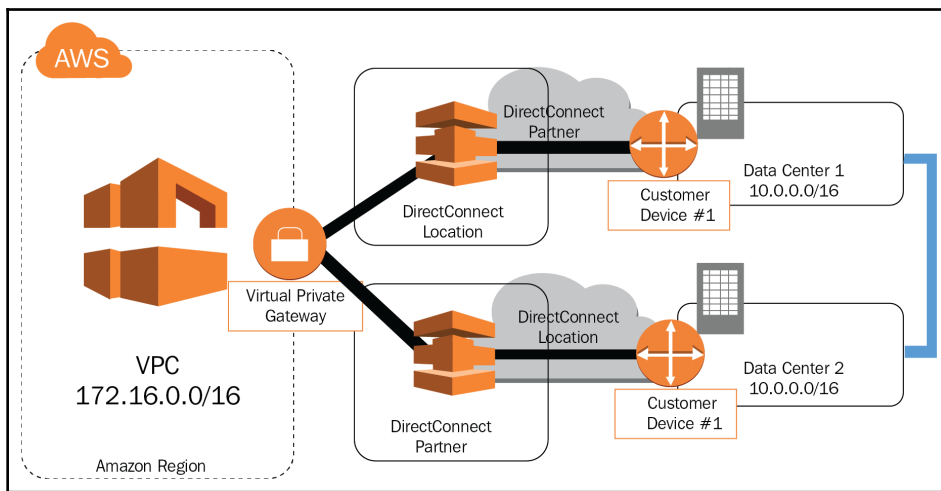 AWS
DirectConnect
Partner
DirectConnect
Location
Customer
Device #1
Data Center 1
10.0.0.0/16
Virtual Private
Gateway
VPC
172.16.0.0/16
Amazon Region
DirectConnect
Location
DirectConnect
Partner
Customer
Device #1
Data Center 2
10.0.0.0/16